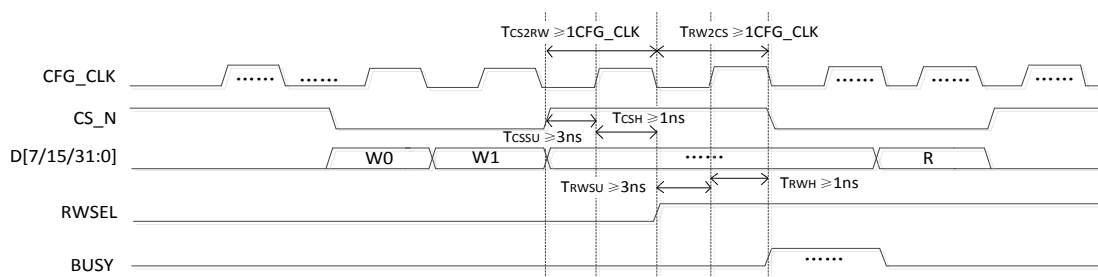 TCS2RW ≥1CFG_CLK TRW2CS ≥1CFG_CLK
CFG_CLK ...... ...... ...... ...... ......
CS_N
TCSSU ≥3ns TCSH ≥1ns
D[7/15/31:0] W0 W1 ...... R
TRWSU ≥3ns TRWH ≥1ns
RWSEL
BUSY ......